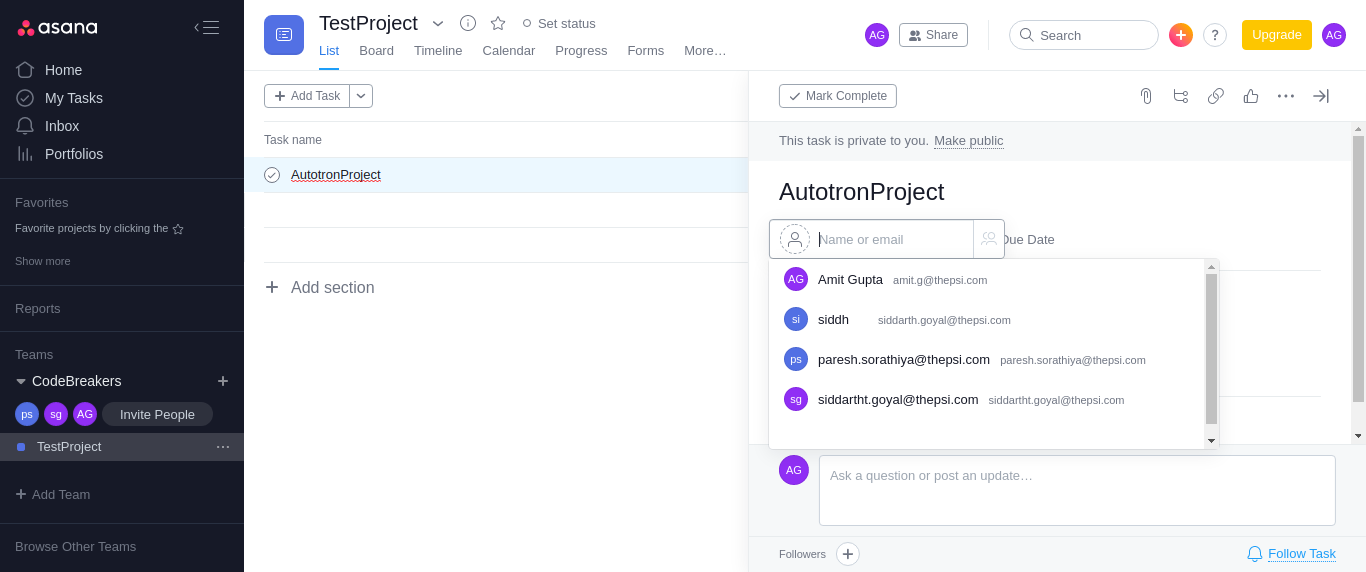 asana
Home
My Tasks
Inbox
Portfolios
Favorites
Favorite projects by clicking the
Show more
Reports
Teams
CodeBreakers
ps sg AG Invite People
TestProject
Add Team
Browse Other Teams
TestProject Set status
List Board Timeline Calendar Progress Forms More…
AG Share Search ? Upgrade AG
Add Task
Task name
AutotronProject
Add section
Mark Complete
This task is private to you. Make public
AutotronProject
Name or email Due Date
AG Amit Gupta amit.g@thepsi.com
si siddh siddarth.goyal@thepsi.com
ps paresh.sorathiya@thepsi.com paresh.sorathiya@thepsi.com
sg siddartht.goyal@thepsi.com siddartht.goyal@thepsi.com
AG Ask a question or post an update…
Followers Follow Task